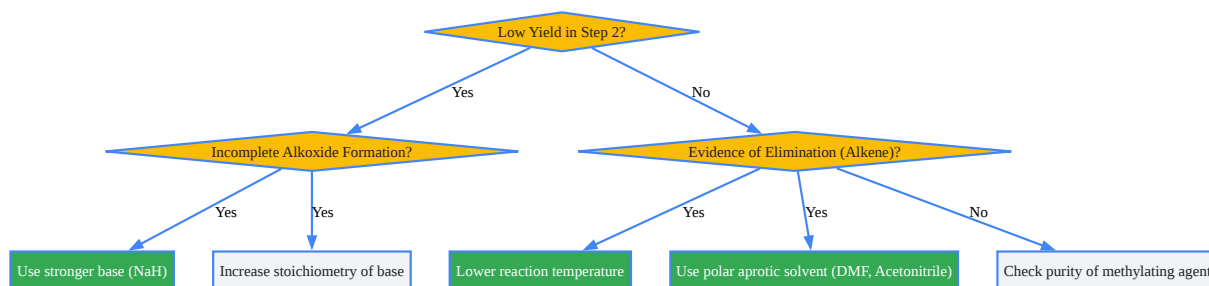 Low Yield in Step 2?
Yes
No
Incomplete Alkoxide Formation?
Evidence of Elimination (Alkene)?
Yes
Yes
Yes
Yes
No
Use stronger base (NaH)
Increase stoichiometry of base
Lower reaction temperature
Use polar aprotic solvent (DMF, Acetonitrile)
Check purity of methylating agent